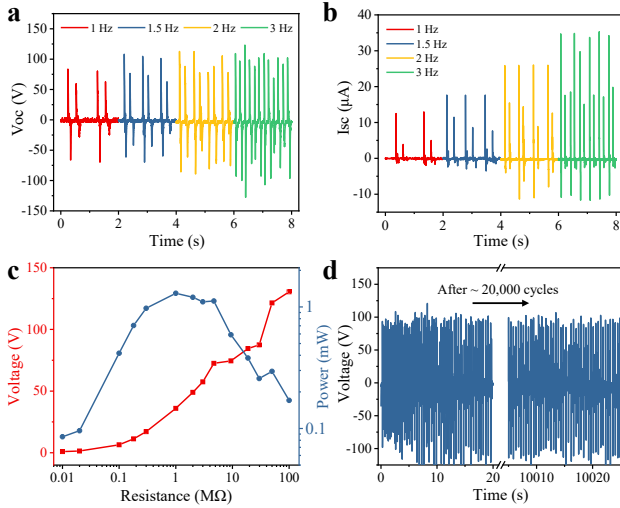 a
1 Hz 1.5 Hz 2 Hz 3 Hz
150
100
50
0
-50
-100
-150
Voc (V)
0 2 4 6 8
Time (s)
b
1 Hz
1.5 Hz
2 Hz
3 Hz
40
30
20
10
0
-10
Isc (μA)
0 2 4 6 8
Time (s)
c
150
100
50
0
Voltage (V)
1
0.1
Power (mW)
0.01 0.1 1 10 100
Resistance (MΩ)
d
After ~ 20,000 cycles
150
100
50
0
-50
-100
Voltage (V)
0 10 20 10010020
Time (s)